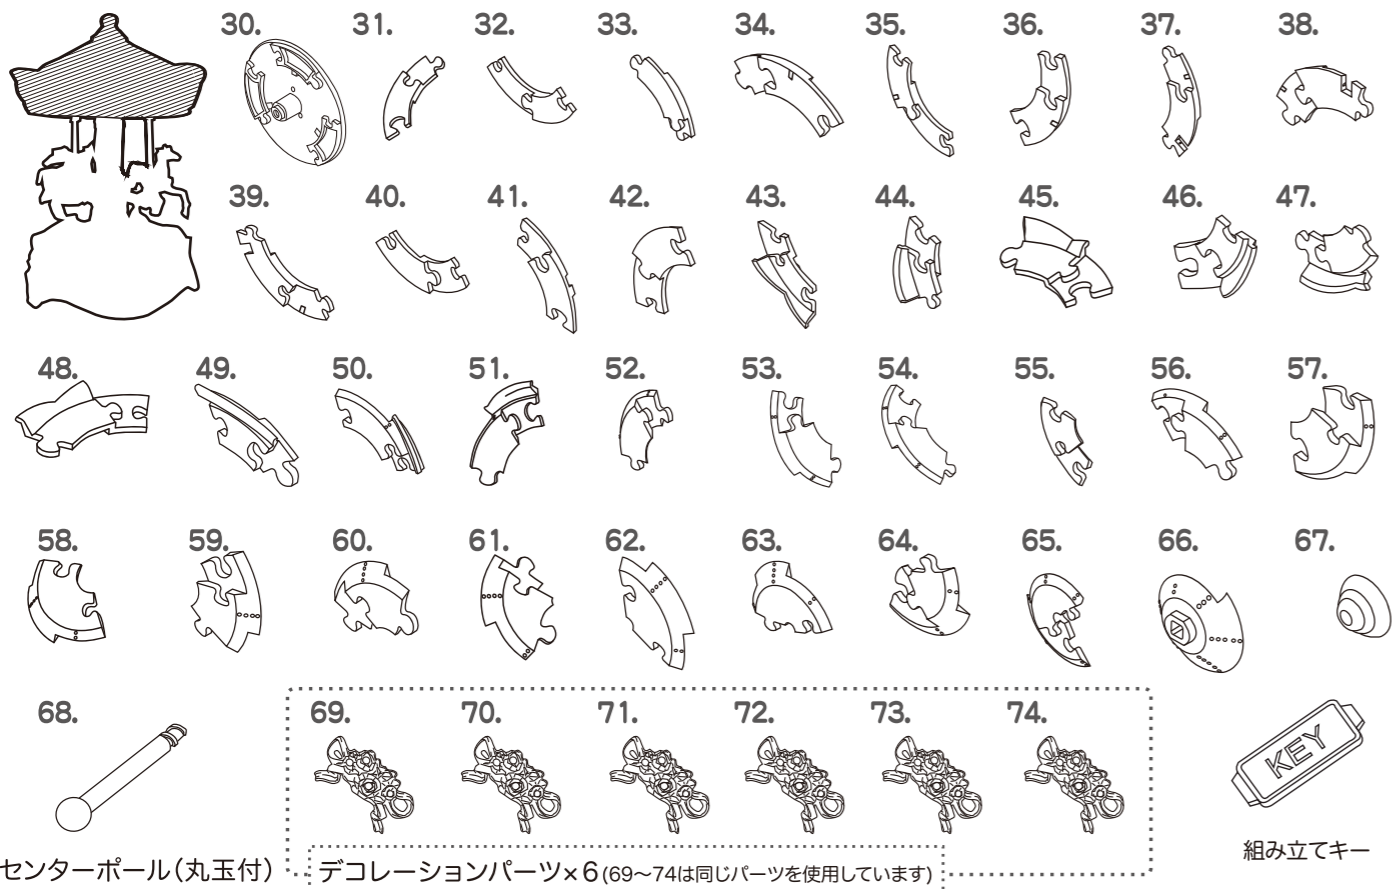 30. 31. 32. 33. 34. 35. 36. 37. 38.
39. 40. 41. 42. 43. 44. 45. 46. 47.
48. 49. 50. 51. 52. 53. 54. 55. 56. 57.
58. 59. 60. 61. 62. 63. 64. 65. 66. 67.
68. 69. 70. 71. 72. 73. 74.
KEY
センターポール(丸玉付)
デコレーションパーツ×6(69〜74は同じパーツを使用しています)
組み立てキー